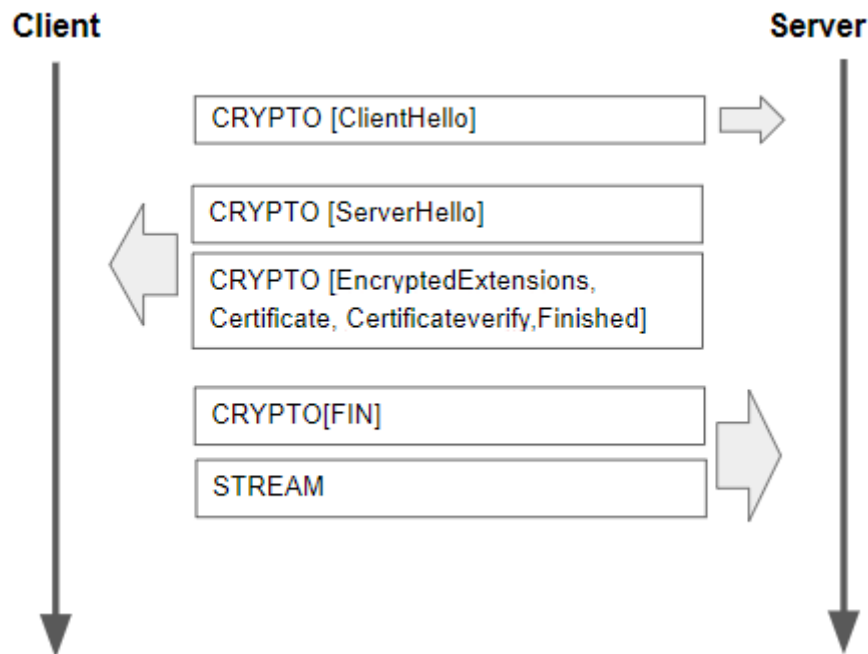 Client
Server
CRYPTO [ClientHello]
CRYPTO [ServerHello]
CRYPTO [EncryptedExtensions,
Certificate, Certificateverify,Finished]
CRYPTO[FIN]
STREAM